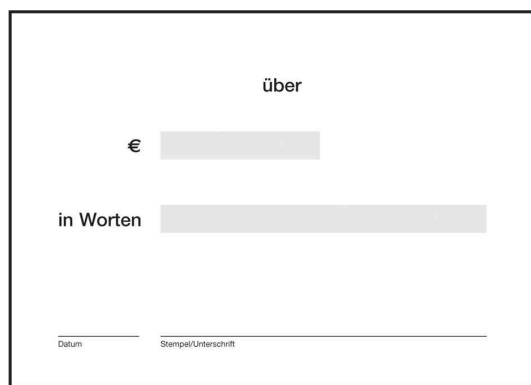 über
€
in Worten
Datum Stempel/Unterschrift